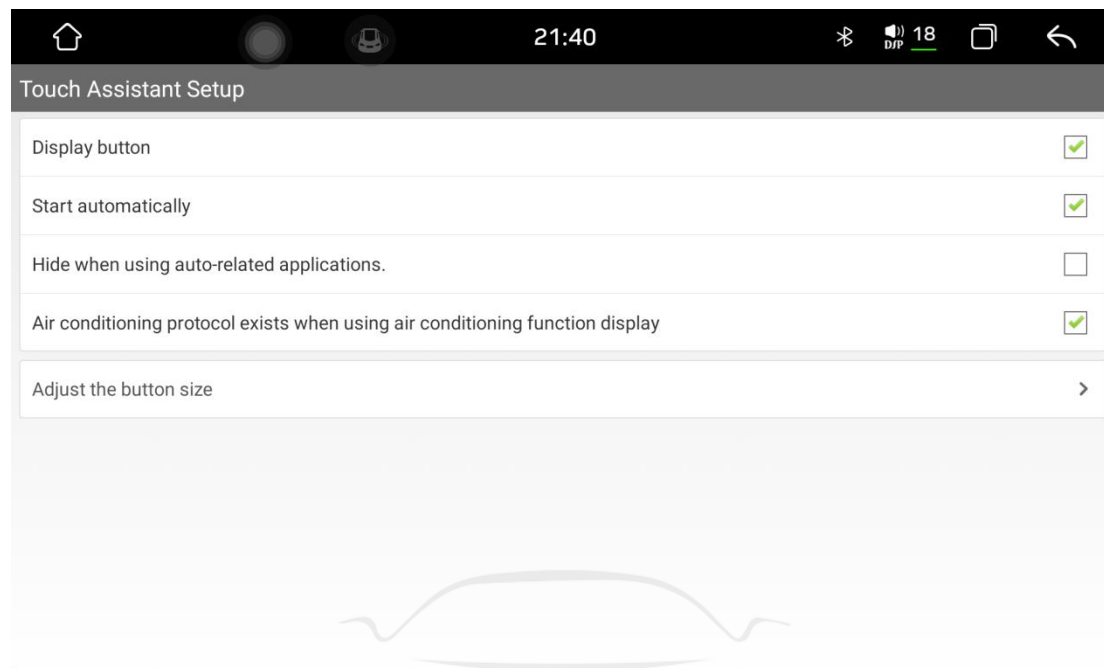 21:40
DSP 18
Touch Assistant Setup
Display button
Start automatically
Hide when using auto-related applications.
Air conditioning protocol exists when using air conditioning function display
Adjust the button size